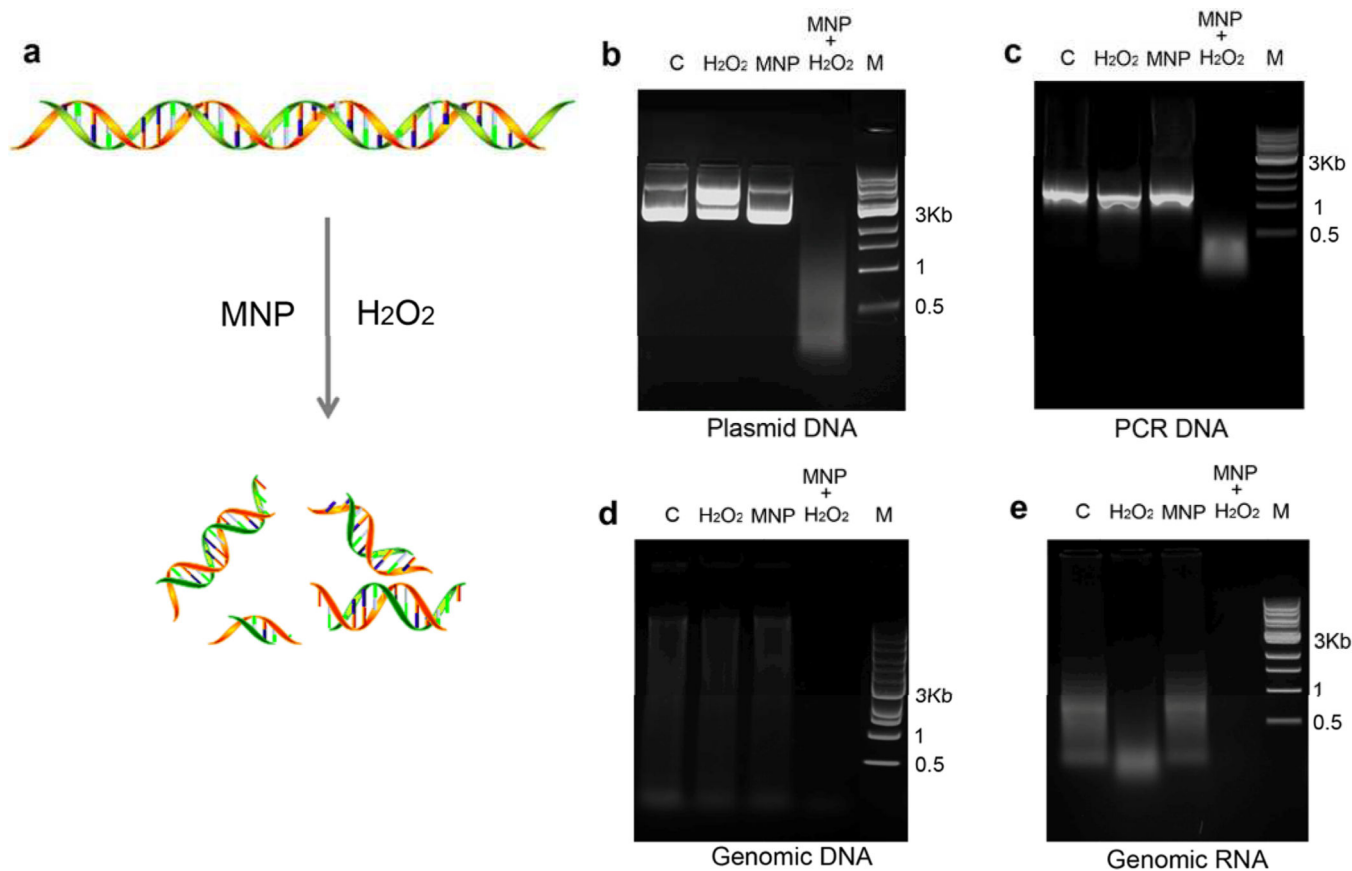 a
MNP
H2O2
b
MNP
+
C H2O2 MNP H2O2 M
3Kb
1
0.5
Plasmid DNA
c
MNP
+
C H2O2 MNP H2O2 M
3Kb
1
0.5
PCR DNA
d
MNP
+
C H2O2 MNP H2O2 M
3Kb
1
0.5
Genomic DNA
e
MNP
+
C H2O2 MNP H2O2 M
3Kb
1
0.5
Genomic RNA